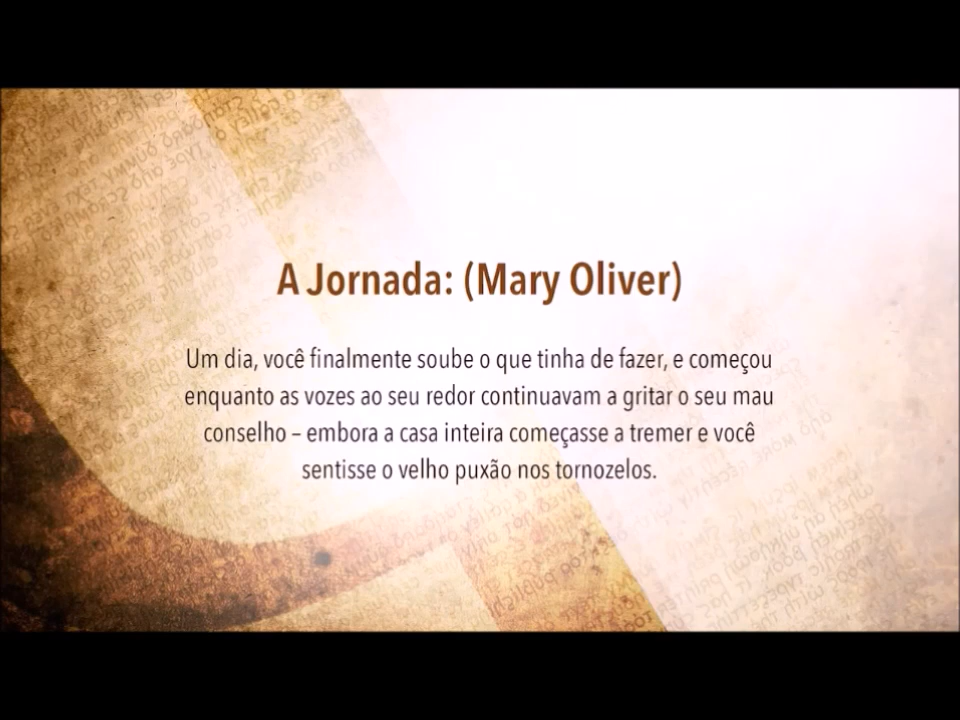 A Jornada: (Mary Oliver)
Um dia, você finalmente soube o que tinha de fazer, e começou
enquanto as vozes ao seu redor continuavam a gritar o seu mau
conselho – embora a casa inteira começasse a tremer e você
sentisse o velho puxão nos tornozelos.